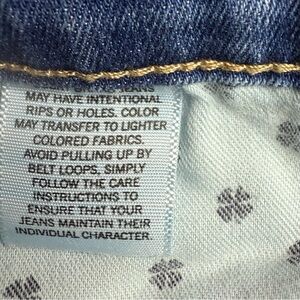 JEANS
MAY HAVE INTENTIONAL
RIPS OR HOLES. COLOR
MAY TRANSFER TO LIGHTER
COLORED FABRICS.
AVOID PULLING UP BY
BELT LOOPS, SIMPLY
FOLLOW THE CARE
INSTRUCTIONS TO
ENSURE THAT YOUR
JEANS MAINTAIN THEIR
INDIVIDUAL CHARACTER.